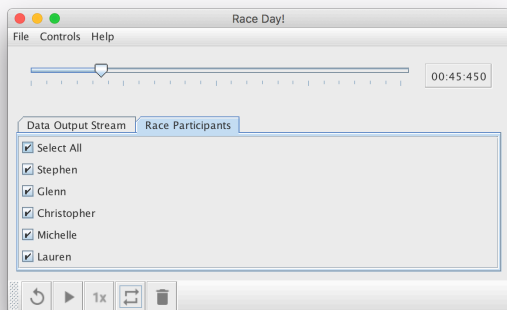 Race Day!
File Controls Help
00:45:450
Data Output Stream Race Participants
Select All
Stephen
Glenn
Christopher
Michelle
Lauren
1x